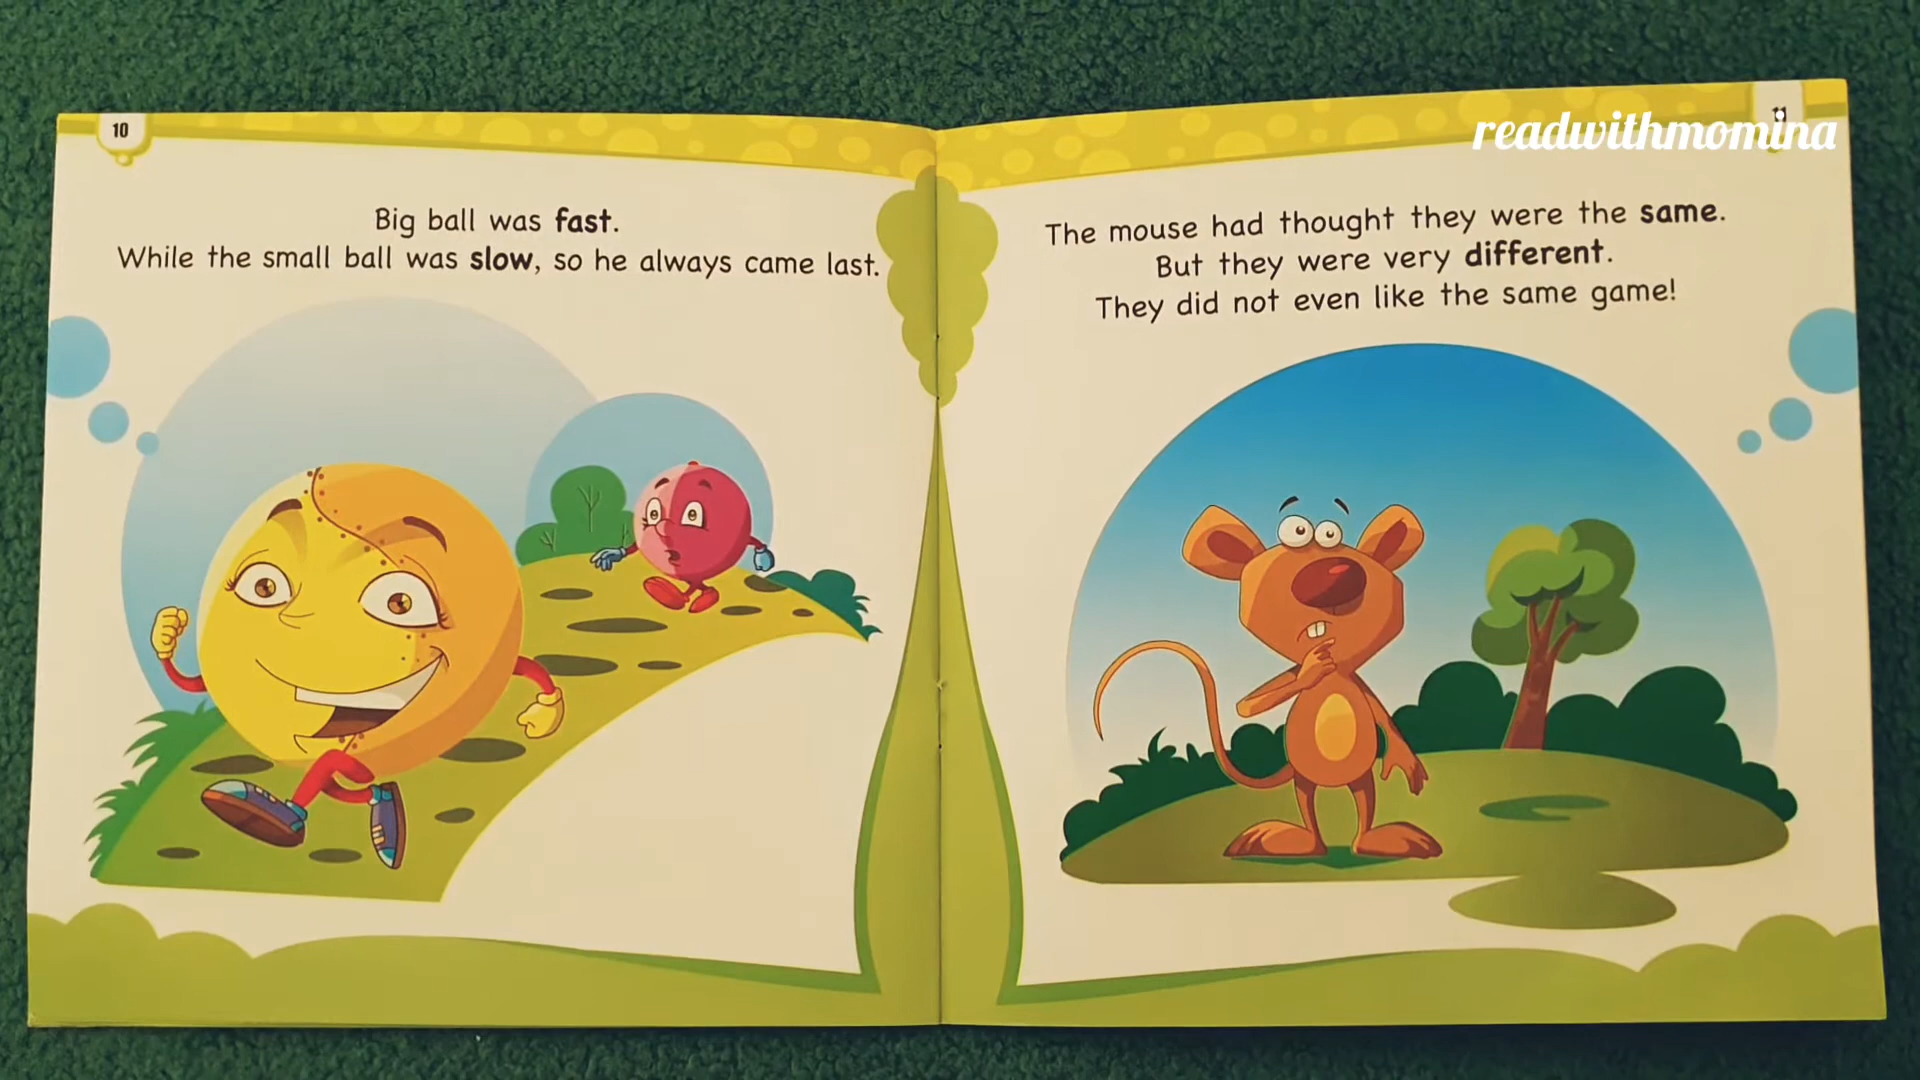 10
Big ball was fast.
While the small ball was slow, so he always came last.
11
readwithmomina
The mouse had thought they were the same.
But they were very different.
They did not even like the same game!